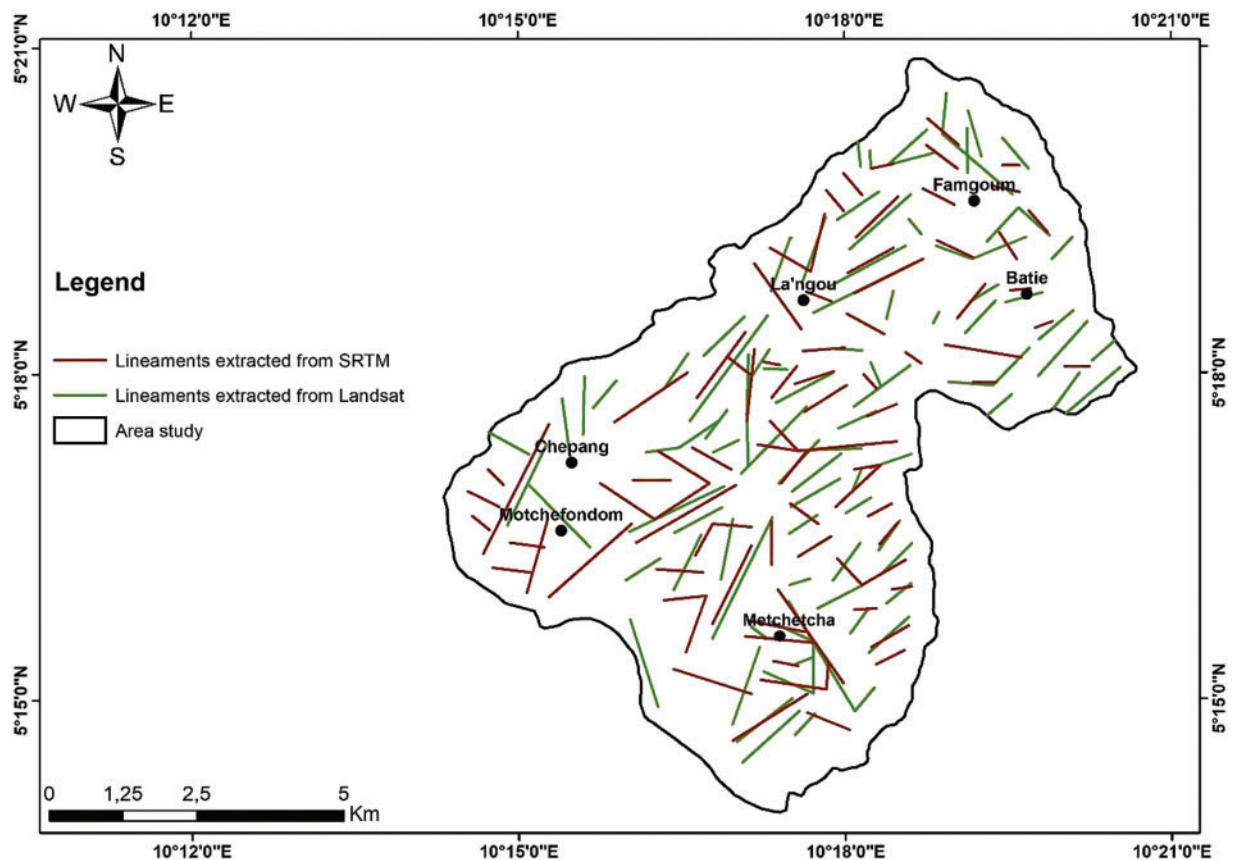 10°12'0"E 10°15'0"E 10°18'0"E 10°21'0"E
5°21'0"N
N
W E
S
Famgoum
Legend
La'ngou
Batie
Lineaments extracted from SRTM
Lineaments extracted from Landsat
Area study
5°18'0"N 5°18'0"N
Chepang
Motchefondom
Metchetcha
5°15'0"N 5°15'0"N
0 1,25 2,5 5
Km
10°12'0"E 10°15'0"E 10°18'0"E 10°21'0"E